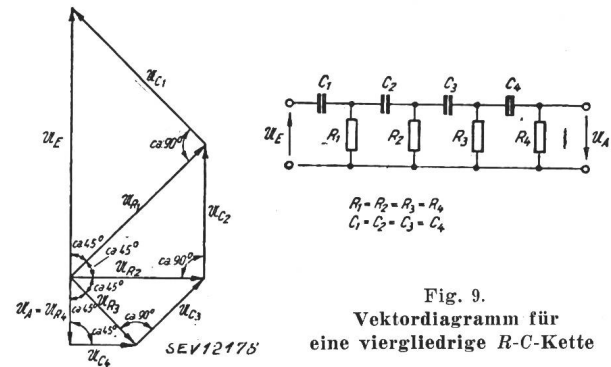 𝔘C1
𝔘E
ca.90°
𝔘R1
𝔘C2
ca 45°
ca 45°
𝔘R2
ca.90°
ca 45°
𝔘A = 𝔘R4
ca 45°
𝔘R3
ca 90°
𝔘C3
ca 45°
𝔘C4
SEV12175
C1 C2 C3 C4
𝔘E R1 R2 R3 R4 𝔘A
R1 = R2 = R3 = R4
C1 = C2 = C3 = C4
Fig. 9.
Vektordiagramm für
eine viergliedrige R-C-Kette